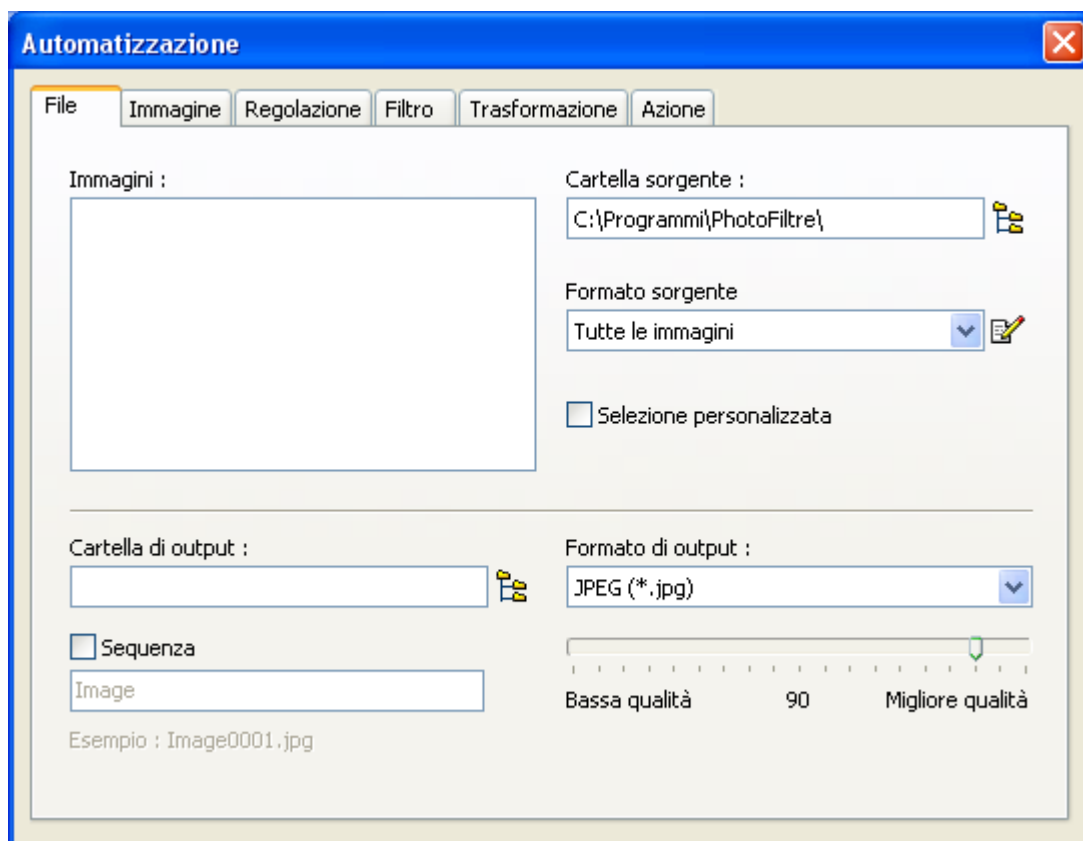 Automatizzazione
File Immagine Regolazione Filtro Trasformazione Azione
Immagini :
Cartella sorgente :
C:\Programmi\PhotoFiltre\
Formato sorgente
Tutte le immagini
Selezione personalizzata
Cartella di output :
Formato di output :
JPEG (*.jpg)
Sequenza
Image
Esempio : Image0001.jpg
Bassa qualità 90 Migliore qualità